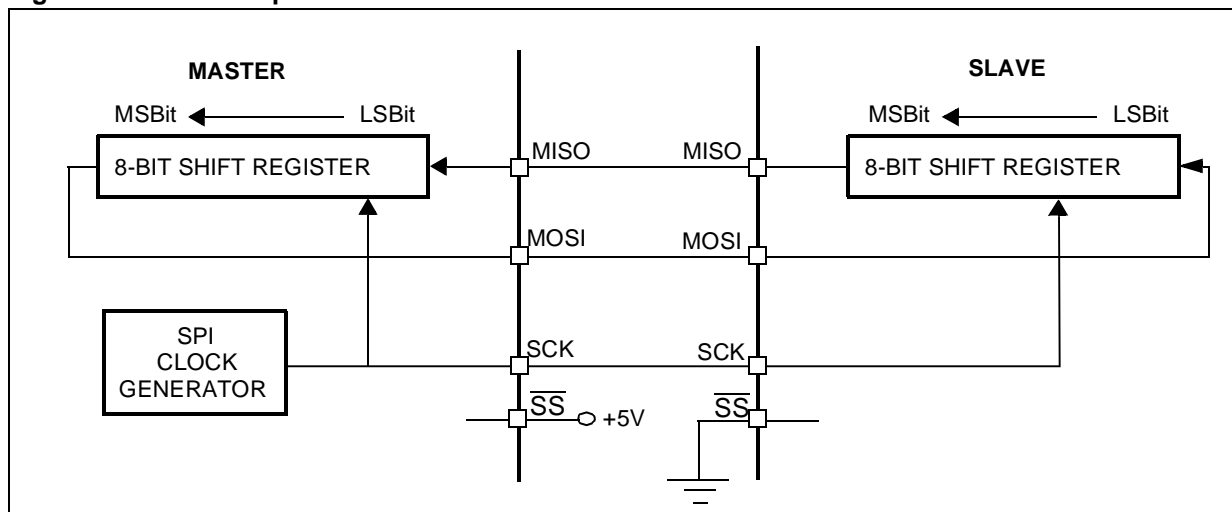 MASTER
SLAVE
MSBit LSBit
MSBit LSBit
8-BIT SHIFT REGISTER
MISO
MISO
8-BIT SHIFT REGISTER
MOSI
MOSI
SPI
CLOCK
GENERATOR
SCK
SCK
SS
+5V
SS